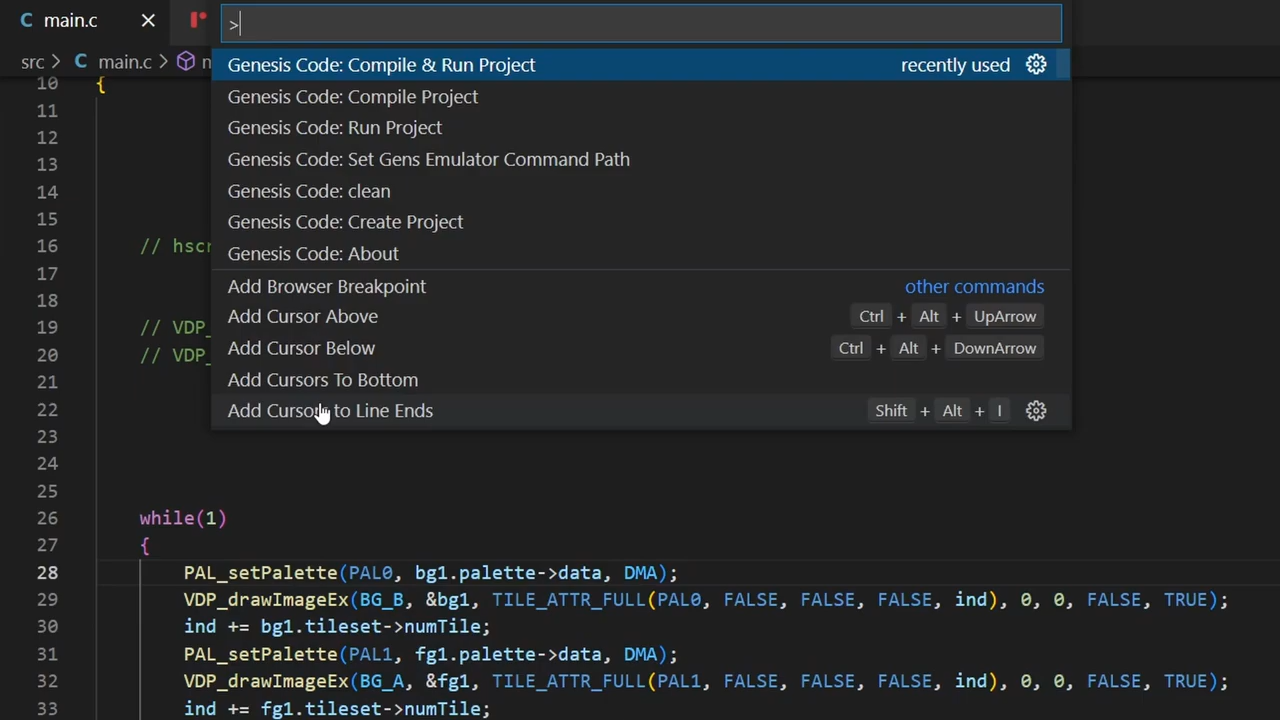 C main.c
>
src > C main.c >
Genesis Code: Compile & Run Project recently used
Genesis Code: Compile Project
Genesis Code: Run Project
Genesis Code: Set Gens Emulator Command Path
Genesis Code: clean
Genesis Code: Create Project
Genesis Code: About
Add Browser Breakpoint other commands
Add Cursor Above Ctrl + Alt + UpArrow
Add Cursor Below Ctrl + Alt + DownArrow
Add Cursors To Bottom
Add Cursors to Line Ends Shift + Alt + I
10 {
11
12
13
14
15
16 // hscr
17
18
19 // VDP_
20 // VDP_
21
22
23
24
25
26 while(1)
27 {
28 PAL_setPalette(PAL0, bg1.palette->data, DMA);
29 VDP_drawImageEx(BG_B, &bg1, TILE_ATTR_FULL(PAL0, FALSE, FALSE, FALSE, ind), 0, 0, FALSE, TRUE);
30 ind += bg1.tileset->numTile;
31 PAL_setPalette(PAL1, fg1.palette->data, DMA);
32 VDP_drawImageEx(BG_A, &fg1, TILE_ATTR_FULL(PAL1, FALSE, FALSE, FALSE, ind), 0, 0, FALSE, TRUE);
33 ind += fg1.tileset->numTile;